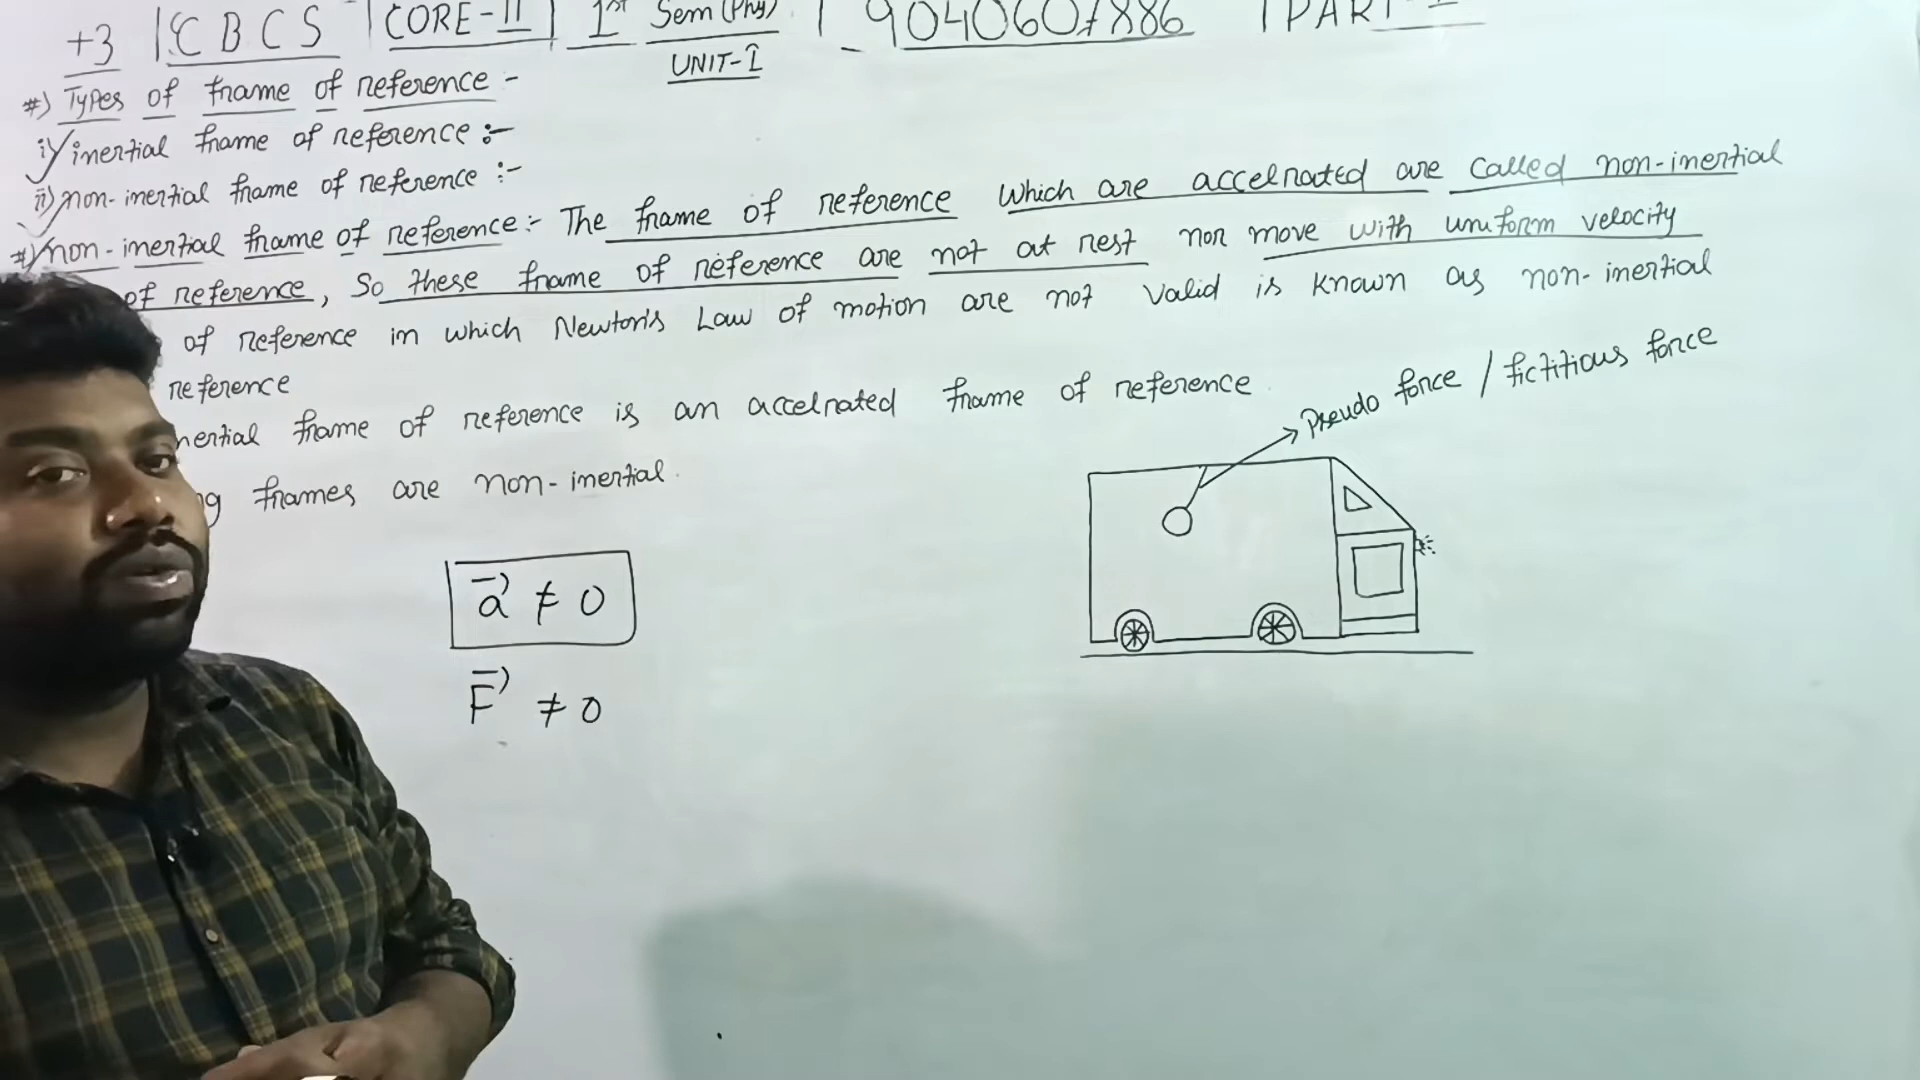 +3 | C B C S | CORE-II | 1st Sem (Phy) | 9040607886 | PART-
UNIT-I
#) Types of frame of reference :-
i) inertial frame of reference :-
ii) non-inertial frame of reference :-
#) non-inertial frame of reference :- The frame of reference which are accelrated are called non-inertial
of reference, So these frame of reference are not at rest nor move with uniform velocity
of reference in which Newton's Law of motion are not valid is known as non-inertial
reference
nertial frame of reference is an accelrated frame of reference.
ng frames are non-inertial.
Pseudo force / fictitious force
a⃗ ≠ 0
F⃗ ≠ 0